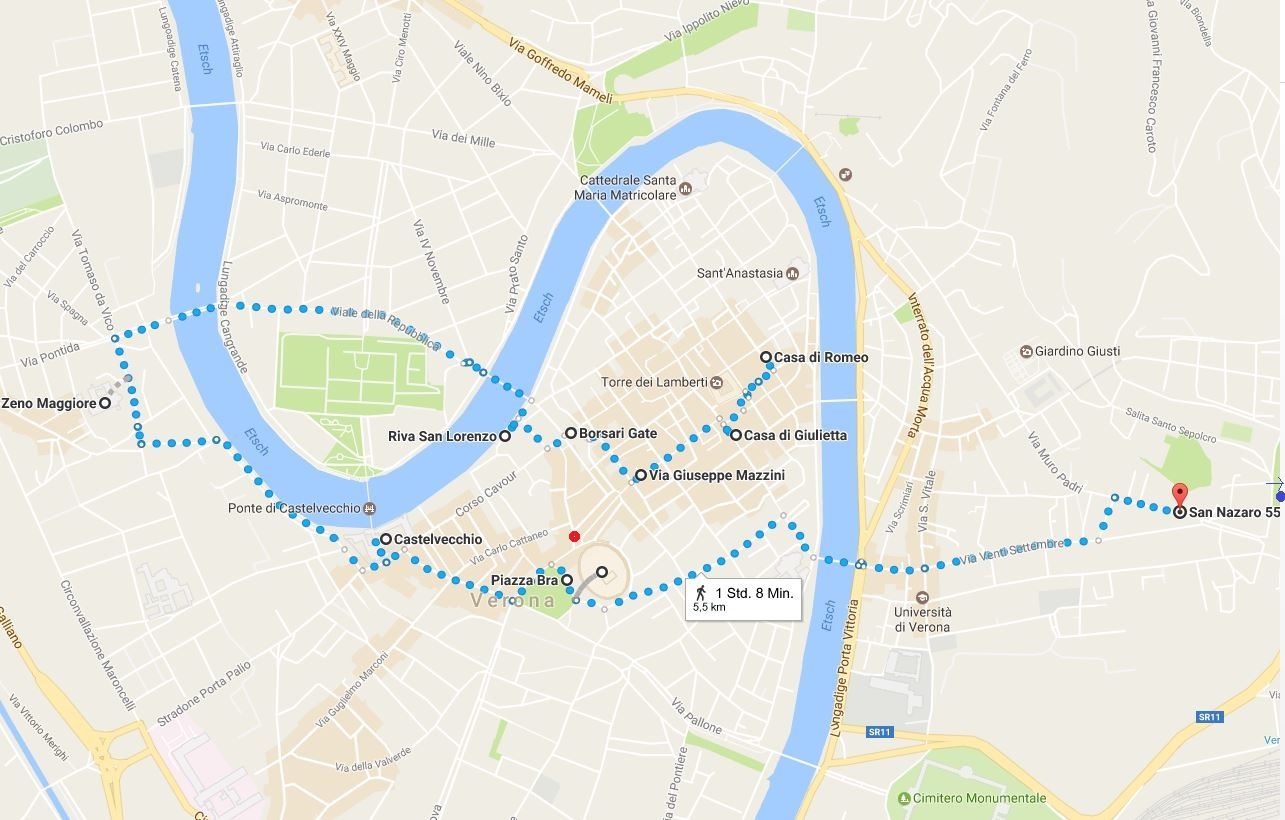 Via Ippolito Nievo
Lungoadige Catena
Lungadige Attiraglio
Via XXIV Maggio
Via Ciro Menotti
Etsch
Viale Nino Bixlo
Via Goffredo Mameli
Via Giovanni Francesco Caroto
Via Biondella
Via Fontana del Ferro
Cristoforo Colombo
Via dei Mille
Via Carlo Ederle
Via Aspromonte
Cattedrale Santa
Maria Matricolare
Etsch
Via del Carroccio
Via Tomaso da Vico
Via IV Novembre
Via Prato Santo
Sant'Anastasia
Lungadige Cangrande
Via Spagna
Viale della Repubblica
Etsch
Interrato dell'Acqua Morta
Via Pontida
Casa di Romeo
Giardino Giusti
Torre dei Lamberti
Zeno Maggiore
Salita Santo Sepolcro
Etsch
Riva San Lorenzo
Borsari Gate
Casa di Giulietta
Via Muro Padri
Via Giuseppe Mazzini
Corso Cavour
Via Scrimiari
Via S. Vitale
Ponte di Castelvecchio
San Nazaro 55
Castelvecchio
Via Carlo Cattaneo
Via Venti Settembre
Piazza Bra
Verona
1 Std. 8 Min.
5,5 km
Etsch
Università
di Verona
Circonvallazione Maroncelli
Galliano
Via Guglielmo Marconi
Stradone Porta Palio
Lungadige Porta Vittoria
Via Pallone
Via Vittorio Merighi
SR11
SR11
Via della Valverde
Via del Pontiere
Cimitero Monumentale